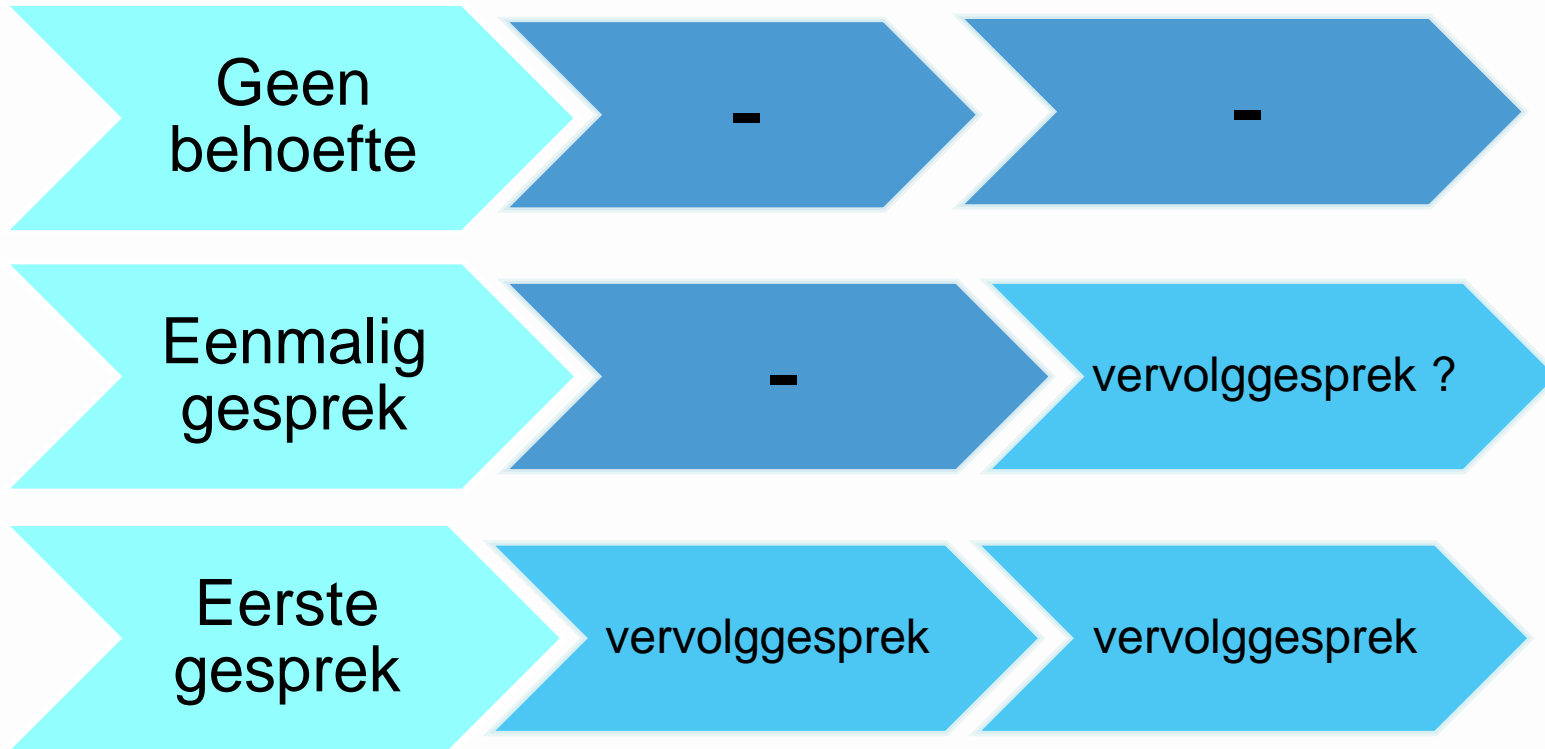 Geen
behoefte
-
-
Eenmalig
gesprek
-
vervolggesprek ?
Eerste
gesprek
vervolggesprek
vervolggesprek